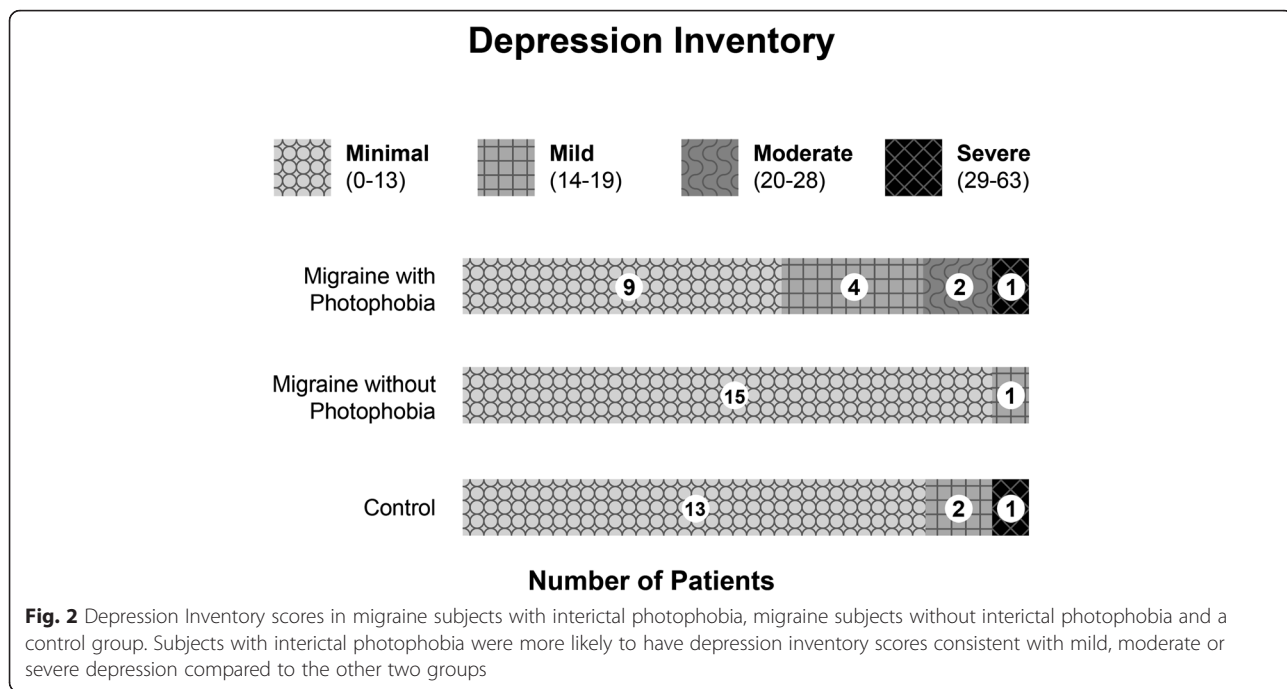 Depression Inventory
Minimal
(0-13)
Mild
(14-19)
Moderate
(20-28)
Severe
(29-63)
Migraine with
Photophobia
9
4
2
1
Migraine without
Photophobia
15
1
Control
13
2
1
Number of Patients
Fig. 2 Depression Inventory scores in migraine subjects with interictal photophobia, migraine subjects without interictal photophobia and a
control group. Subjects with interictal photophobia were more likely to have depression inventory scores consistent with mild, moderate or
severe depression compared to the other two groups